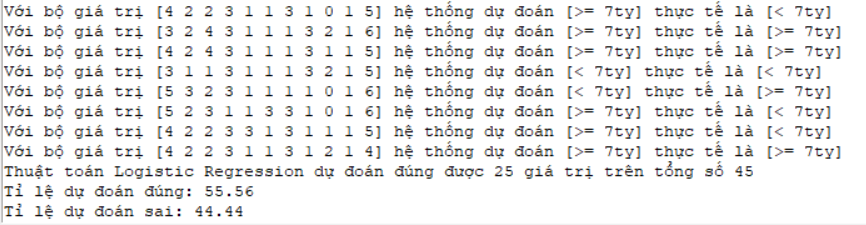 Với bộ giá trị [4 2 2 3 1 1 3 1 0 1 5] hệ thống dự đoán [>= 7ty] thực tế là [< 7ty]
Với bộ giá trị [3 2 4 3 1 1 1 3 2 1 6] hệ thống dự đoán [>= 7ty] thực tế là [>= 7ty]
Với bộ giá trị [4 2 4 3 1 1 1 3 1 1 5] hệ thống dự đoán [>= 7ty] thực tế là [>= 7ty]
Với bộ giá trị [3 1 1 3 1 1 1 3 2 1 5] hệ thống dự đoán [< 7ty] thực tế là [< 7ty]
Với bộ giá trị [5 3 2 3 1 1 1 1 0 1 6] hệ thống dự đoán [< 7ty] thực tế là [>= 7ty]
Với bộ giá trị [5 2 3 1 1 3 3 1 0 1 6] hệ thống dự đoán [>= 7ty] thực tế là [< 7ty]
Với bộ giá trị [4 2 2 3 3 1 3 1 1 1 5] hệ thống dự đoán [>= 7ty] thực tế là [< 7ty]
Với bộ giá trị [4 2 2 3 1 1 3 1 2 1 4] hệ thống dự đoán [>= 7ty] thực tế là [>= 7ty]
Thuật toán Logistic Regression dự đoán đúng được 25 giá trị trên tổng số 45
Tỉ lệ dự đoán đúng: 55.56
Tỉ lệ dự đoán sai: 44.44